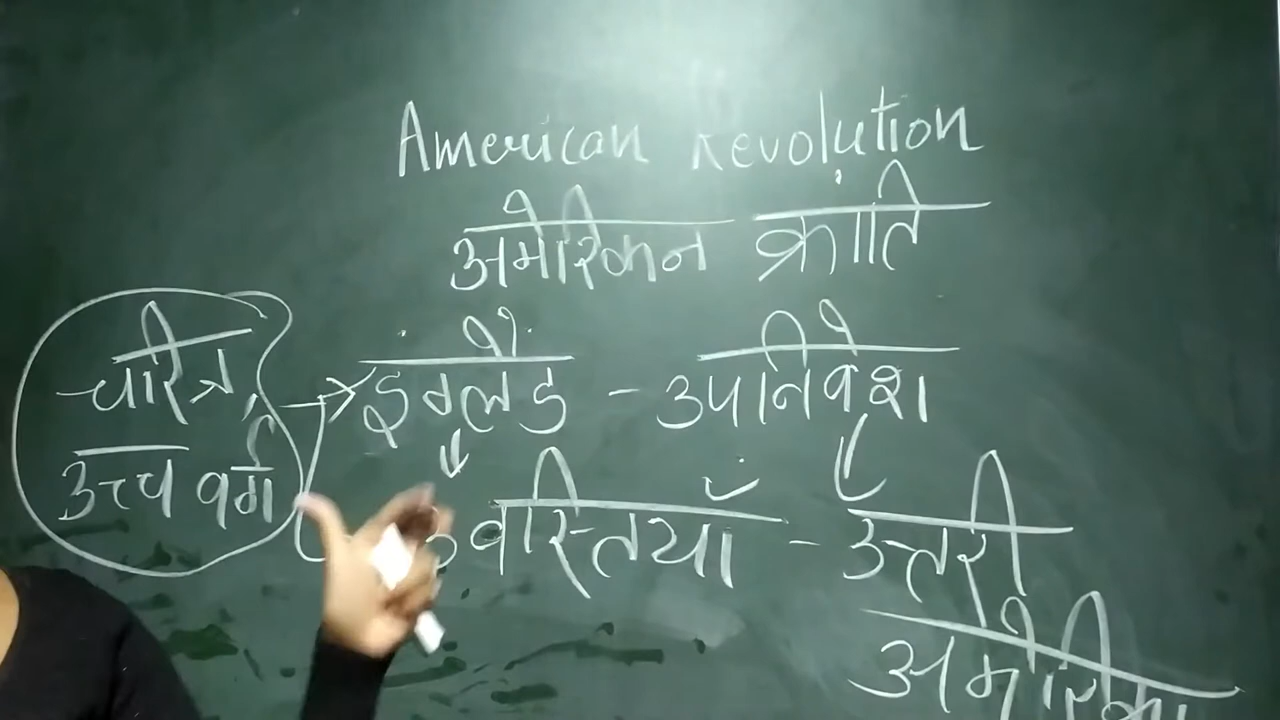 American Revolution
अमेरिकन क्रांति
चरित्र
उच्च वर्ग
इंग्लैंड - उपनिवेश
बस्तियाँ - उत्तरी
अमेरिका